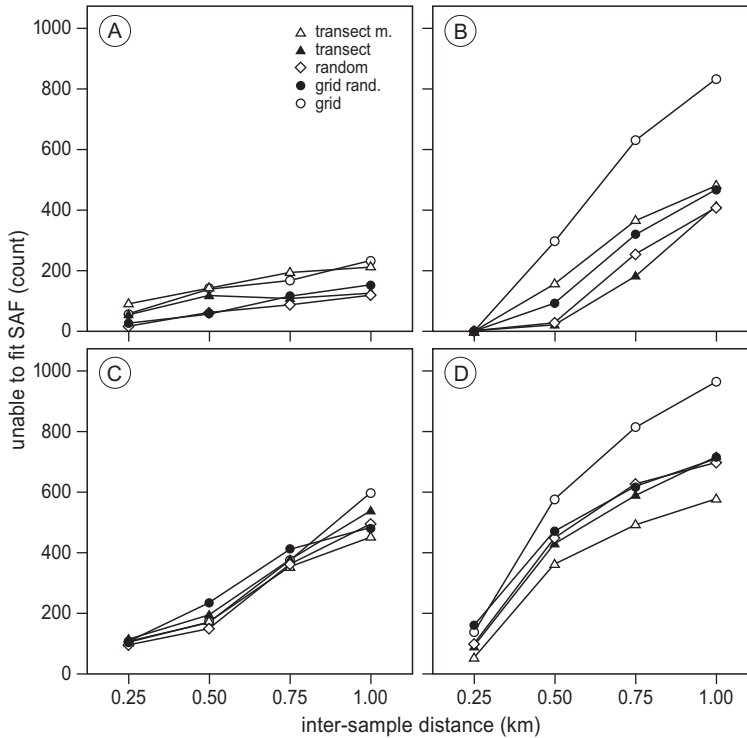 A
B
transect m.
transect
random
grid rand.
grid
1000
800
600
400
200
0
C
D
1000
800
600
400
200
0
unable to fit SAF (count)
0.25 0.50 0.75 1.00 0.25 0.50 0.75 1.00
inter-sample distance (km)